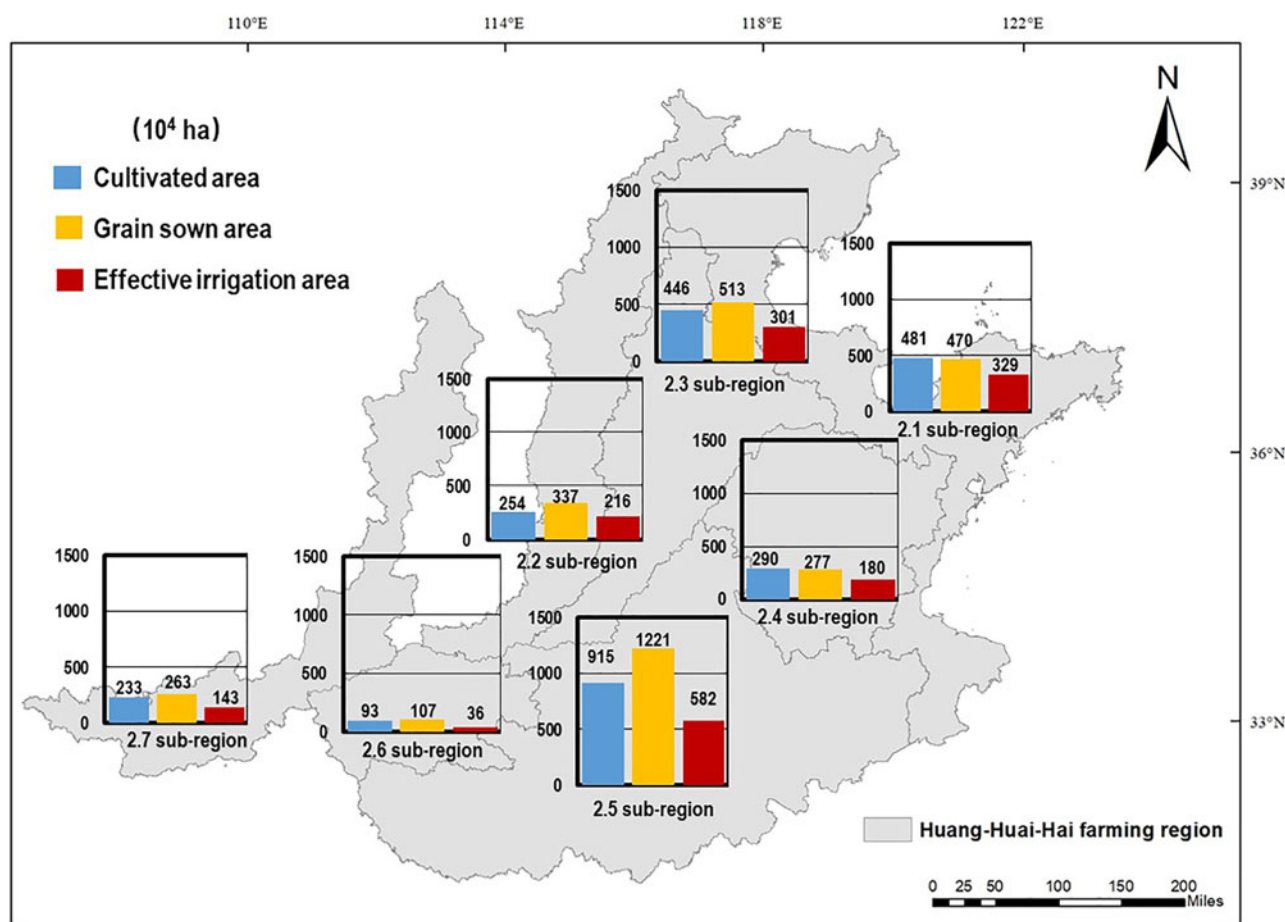 110°E 114°E 118°E 122°E
N
(10⁴ ha)
Cultivated area
Grain sown area
Effective irrigation area
39°N
36°N
33°N
1500
1000
500
0
446 513 301
2.3 sub-region
1500
1000
500
0
481 470 329
2.1 sub-region
1500
1000
500
0
254 337 216
2.2 sub-region
1500
1000
500
0
290 277 180
2.4 sub-region
1500
1000
500
0
233 263 143
2.7 sub-region
1500
1000
500
0
93 107 36
2.6 sub-region
1500
1000
500
0
915 1221 582
2.5 sub-region
Huang-Huai-Hai farming region
0 25 50 100 150 200
Miles